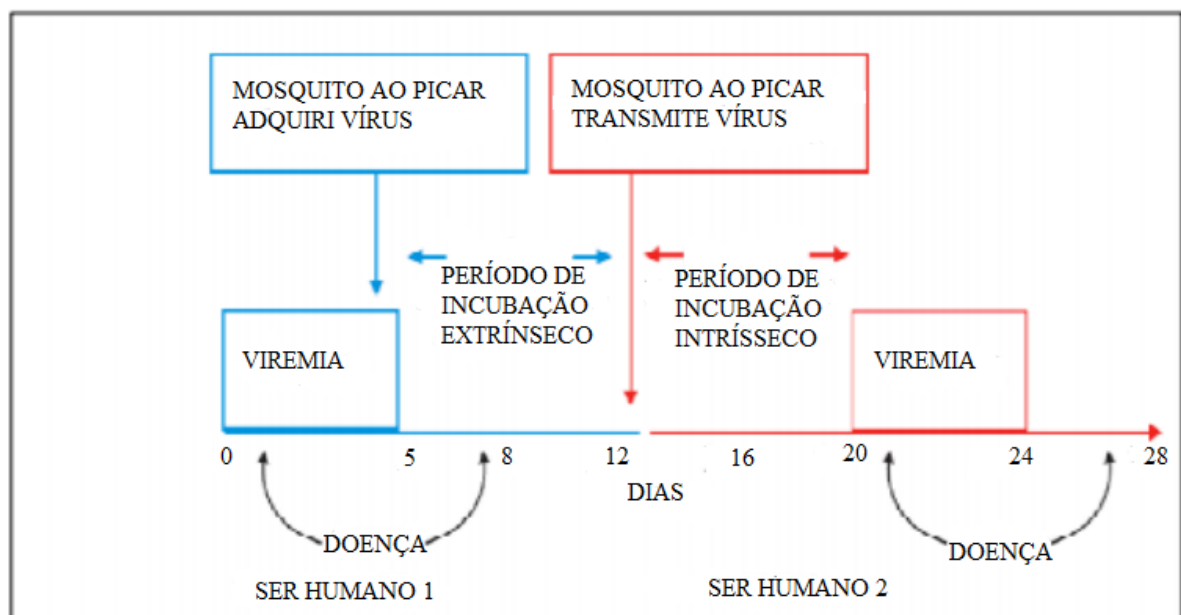 MOSQUITO AO PICAR
ADQUIRI VÍRUS
MOSQUITO AO PICAR
TRANSMITE VÍRUS
PERÍODO DE
INCUBAÇÃO
EXTRÍNSECO
PERÍODO DE
INCUBAÇÃO
INTRÍSSECO
VIREMIA
VIREMIA
0 5 8 12 16 20 24 28
DIAS
DOENÇA
DOENÇA
SER HUMANO 1
SER HUMANO 2